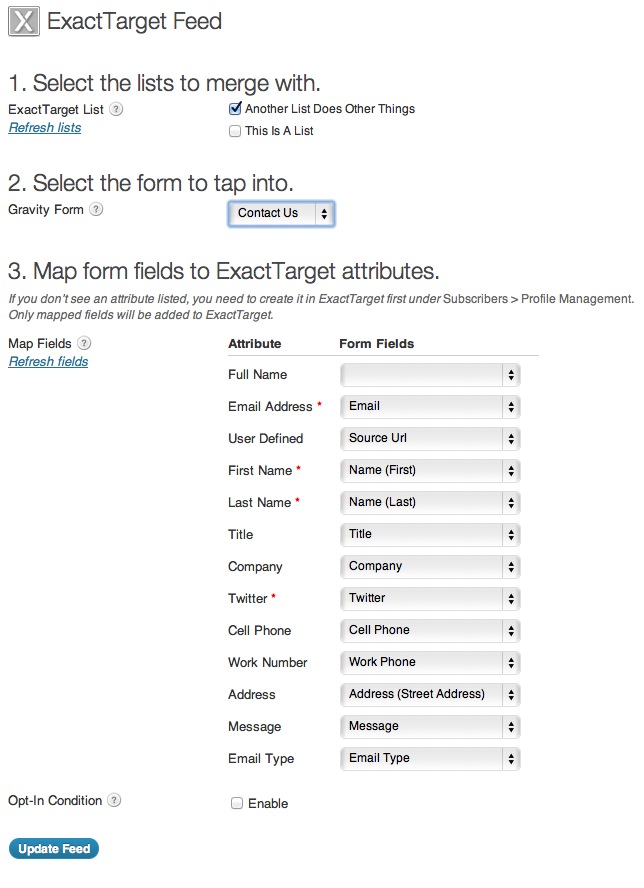 ExactTarget Feed
1. Select the lists to merge with.
ExactTarget List ?
Another List Does Other Things
Refresh lists
This Is A List
2. Select the form to tap into.
Gravity Form ?
Contact Us
3. Map form fields to ExactTarget attributes.
If you don't see an attribute listed, you need to create it in ExactTarget first under Subscribers > Profile Management.
Only mapped fields will be added to ExactTarget.
Map Fields ?
Refresh fields
Attribute Form Fields
Full Name
Email Address * Email
User Defined Source Url
First Name * Name (First)
Last Name * Name (Last)
Title Title
Company Company
Twitter * Twitter
Cell Phone Cell Phone
Work Number Work Phone
Address Address (Street Address)
Message Message
Email Type Email Type
Opt-In Condition ? Enable
Update Feed